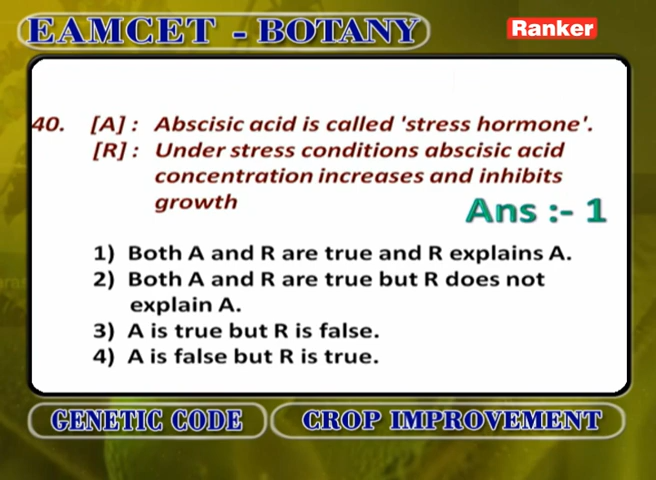 EAMCET - BOTANY
Ranker
40. [A] : Abscisic acid is called 'stress hormone'.
[R] : Under stress conditions abscisic acid
concentration increases and inhibits
growth
Ans :- 1
1) Both A and R are true and R explains A.
2) Both A and R are true but R does not
explain A.
3) A is true but R is false.
4) A is false but R is true.
GENETIC CODE
CROP IMPROVEMENT